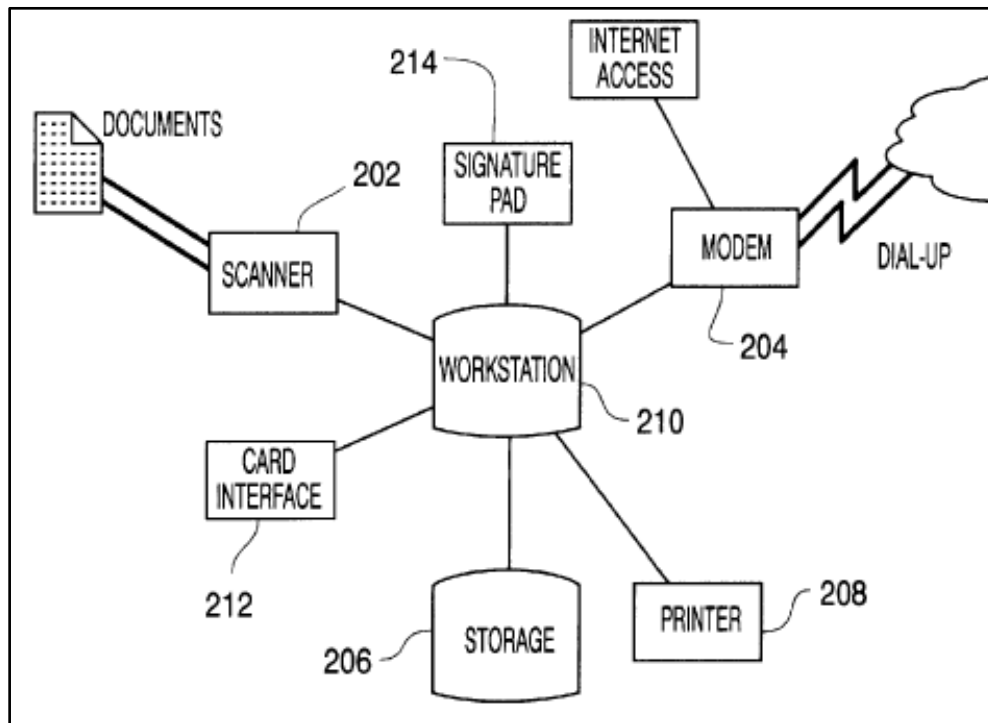 INTERNET
ACCESS
214
DOCUMENTS
SIGNATURE
PAD
202
SCANNER
MODEM
DIAL-UP
204
WORKSTATION
210
CARD
INTERFACE
212
STORAGE
206
PRINTER
208